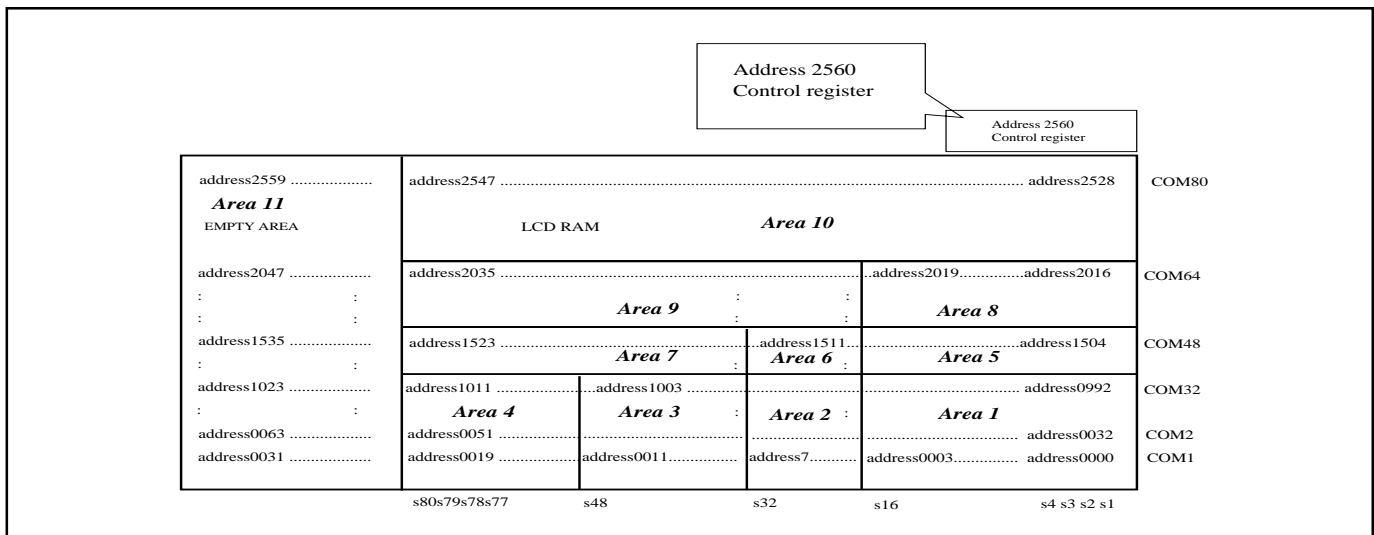 Address 2560
Control register
Address 2560
Control register
address2559 .................. address2547 ..................................................................................................................... address2528 COM80
Area 11
EMPTY AREA LCD RAM Area 10
address2047 .................. address2035 ...................................................................................address2019..............address2016 COM64
: : : :
Area 9 Area 8
: : : :
address1535 .................. address1523 ..........................................................address1511.......................................address1504 COM48
Area 7 Area 6 Area 5
: : : :
address1023 .................. address1011 ......................address1003 ........................................................................... address0992 COM32
: : Area 4 Area 3 : Area 2 : Area 1
address0063 .................. address0051 ..................................................................................................................... address0032 COM2
address0031 .................. address0019 ..................address0011............... address7.......... address0003............... address0000 COM1
s80s79s78s77 s48 s32 s16 s4 s3 s2 s1